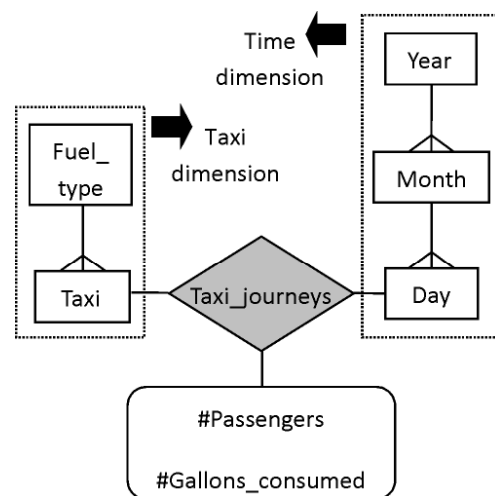 Time
dimension
Year
Fuel_
type
Taxi
dimension
Month
Taxi
Taxi_journeys
Day
#Passengers
#Gallons_consumed